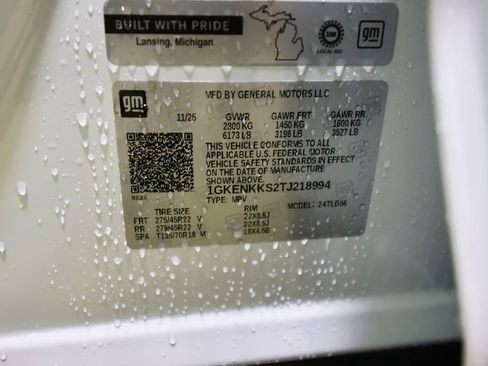 BUILT WITH PRIDE
Lansing, Michigan
LOCAL 602
gm
gm
MFD BY GENERAL MOTORS LLC
11/25 GVWR GAWR FRT GAWR RR
2800 KG 1450 KG 1600 KG
6173 LB 3196 LB 3527 LB
THIS VEHICLE CONFORMS TO ALL
APPLICABLE U.S. FEDERAL MOTOR
VEHICLE SAFETY STANDARDS IN EFFECT
ON THE DATE OF MANUFACTURE
SHOWN ABOVE.
1GKENKKS2TJ218994
TYPE: MPV MODEL:
TIRE SIZE RIM
FRT 275/45R22 V 22X8.5J
RR 275/45R22 V 22X8.5J
SPA T135/70R18 M 18X4.5B